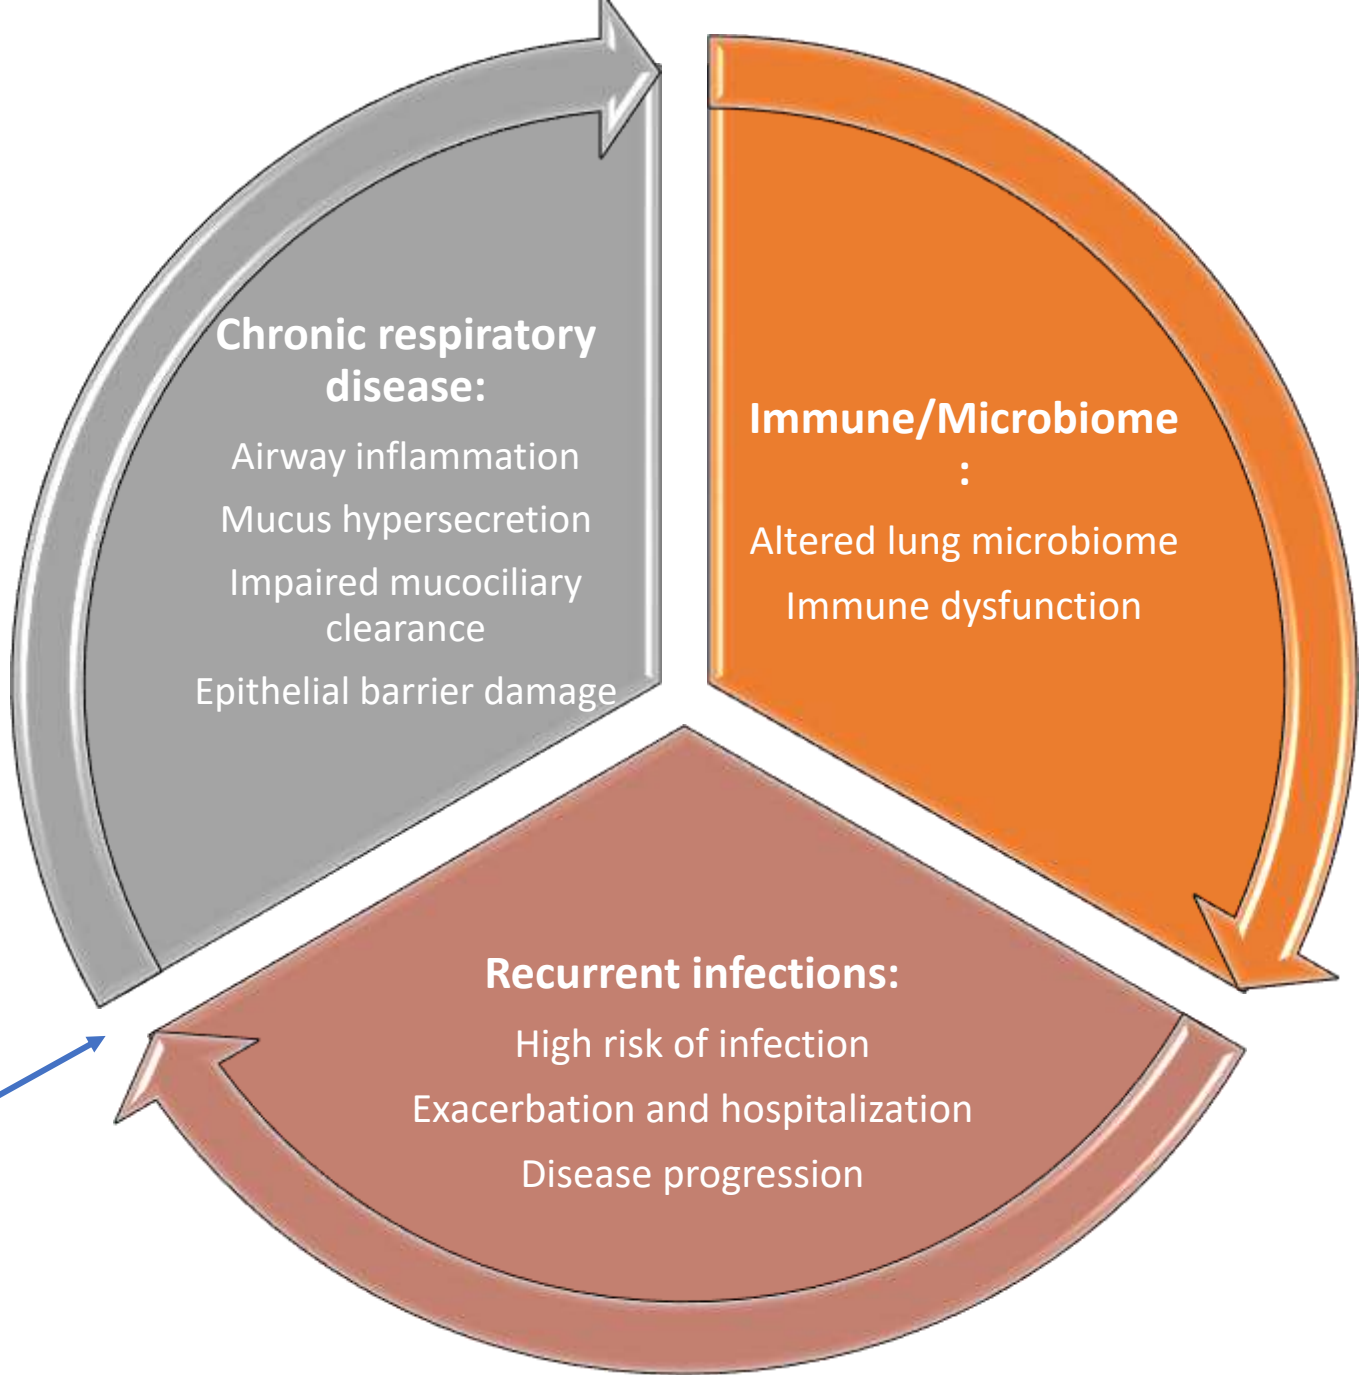 Chronic respiratory
disease:
Airway inflammation
Mucus hypersecretion
Impaired mucociliary
clearance
Epithelial barrier damage
Immune/Microbiome
:
Altered lung microbiome
Immune dysfunction
Recurrent infections:
High risk of infection
Exacerbation and hospitalization
Disease progression